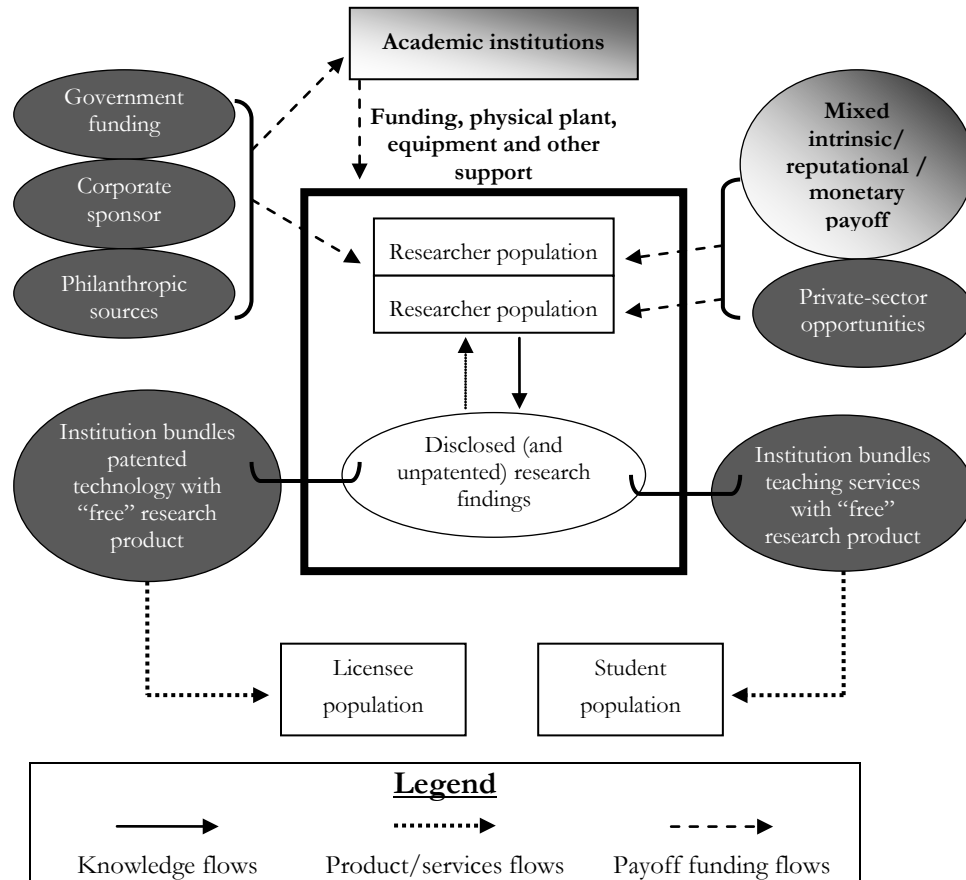 Academic institutions
Government
funding
Corporate
sponsor
Philanthropic
sources
Funding, physical plant,
equipment and other
support
Mixed
intrinsic/
reputational /
monetary
payoff
Private-sector
opportunities
Researcher population
Researcher population
Institution bundles
patented
technology with
“free” research
product
Disclosed (and
unpatented) research
findings
Institution bundles
teaching services
with “free”
research product
Licensee
population
Student
population
Legend
Knowledge flows
Product/services flows
Payoff funding flows